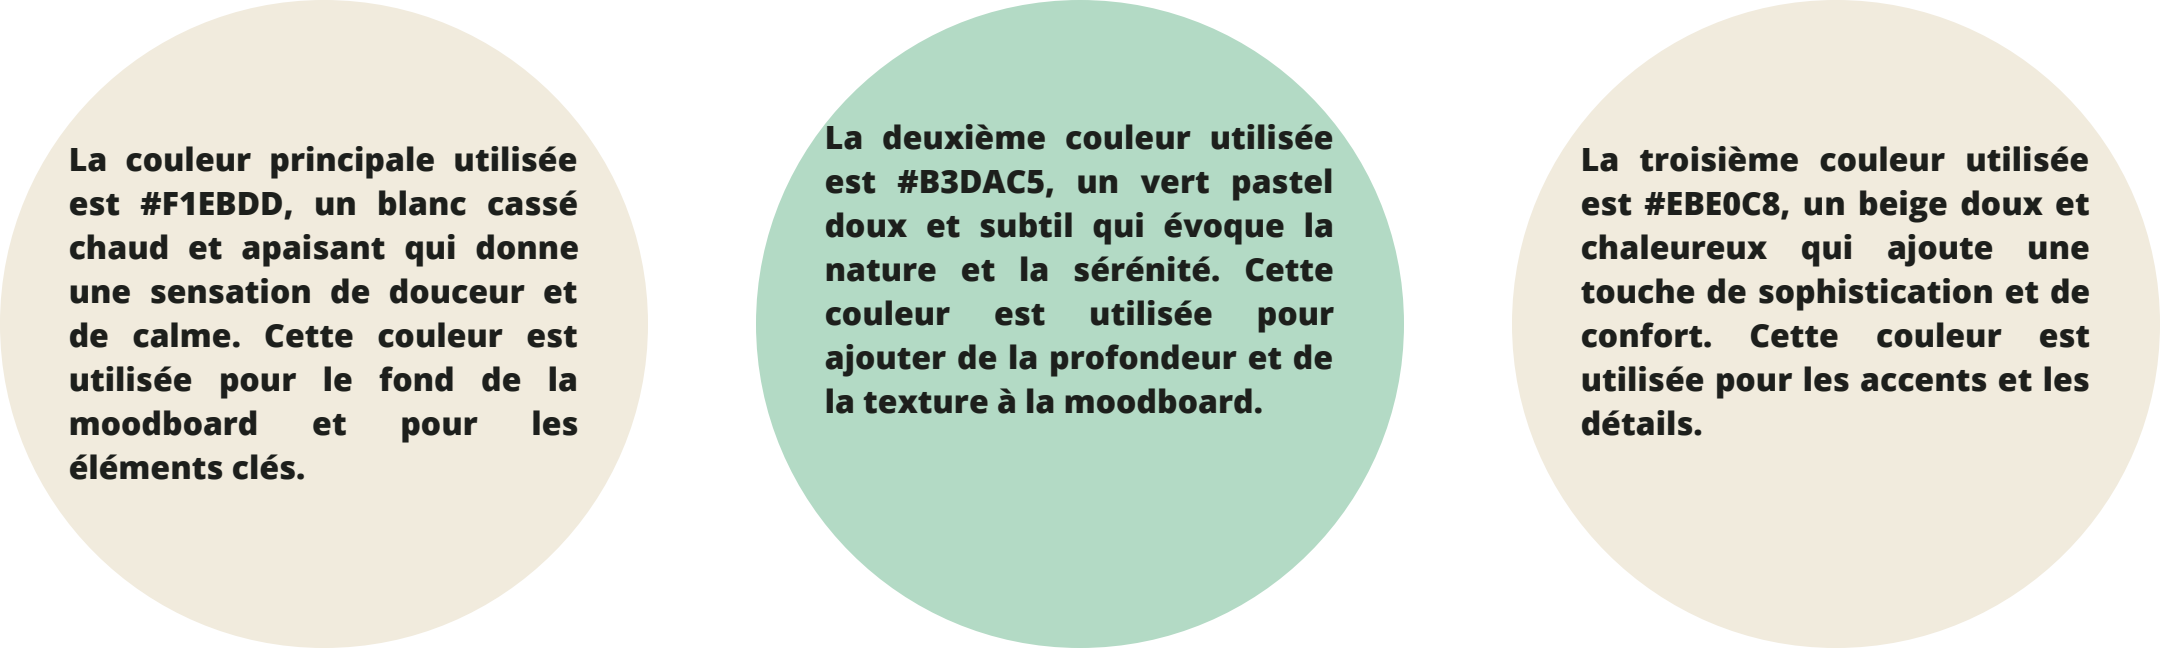 La couleur principale utilisée
est #F1EBDD, un blanc cassé
chaud et apaisant qui donne
une sensation de douceur et
de calme. Cette couleur est
utilisée pour le fond de la
moodboard et pour les
éléments clés.
La deuxième couleur utilisée
est #B3DAC5, un vert pastel
doux et subtil qui évoque la
nature et la sérénité. Cette
couleur est utilisée pour
ajouter de la profondeur et de
la texture à la moodboard.
La troisième couleur utilisée
est #EBE0C8, un beige doux et
chaleureux qui ajoute une
touche de sophistication et de
confort. Cette couleur est
utilisée pour les accents et les
détails.